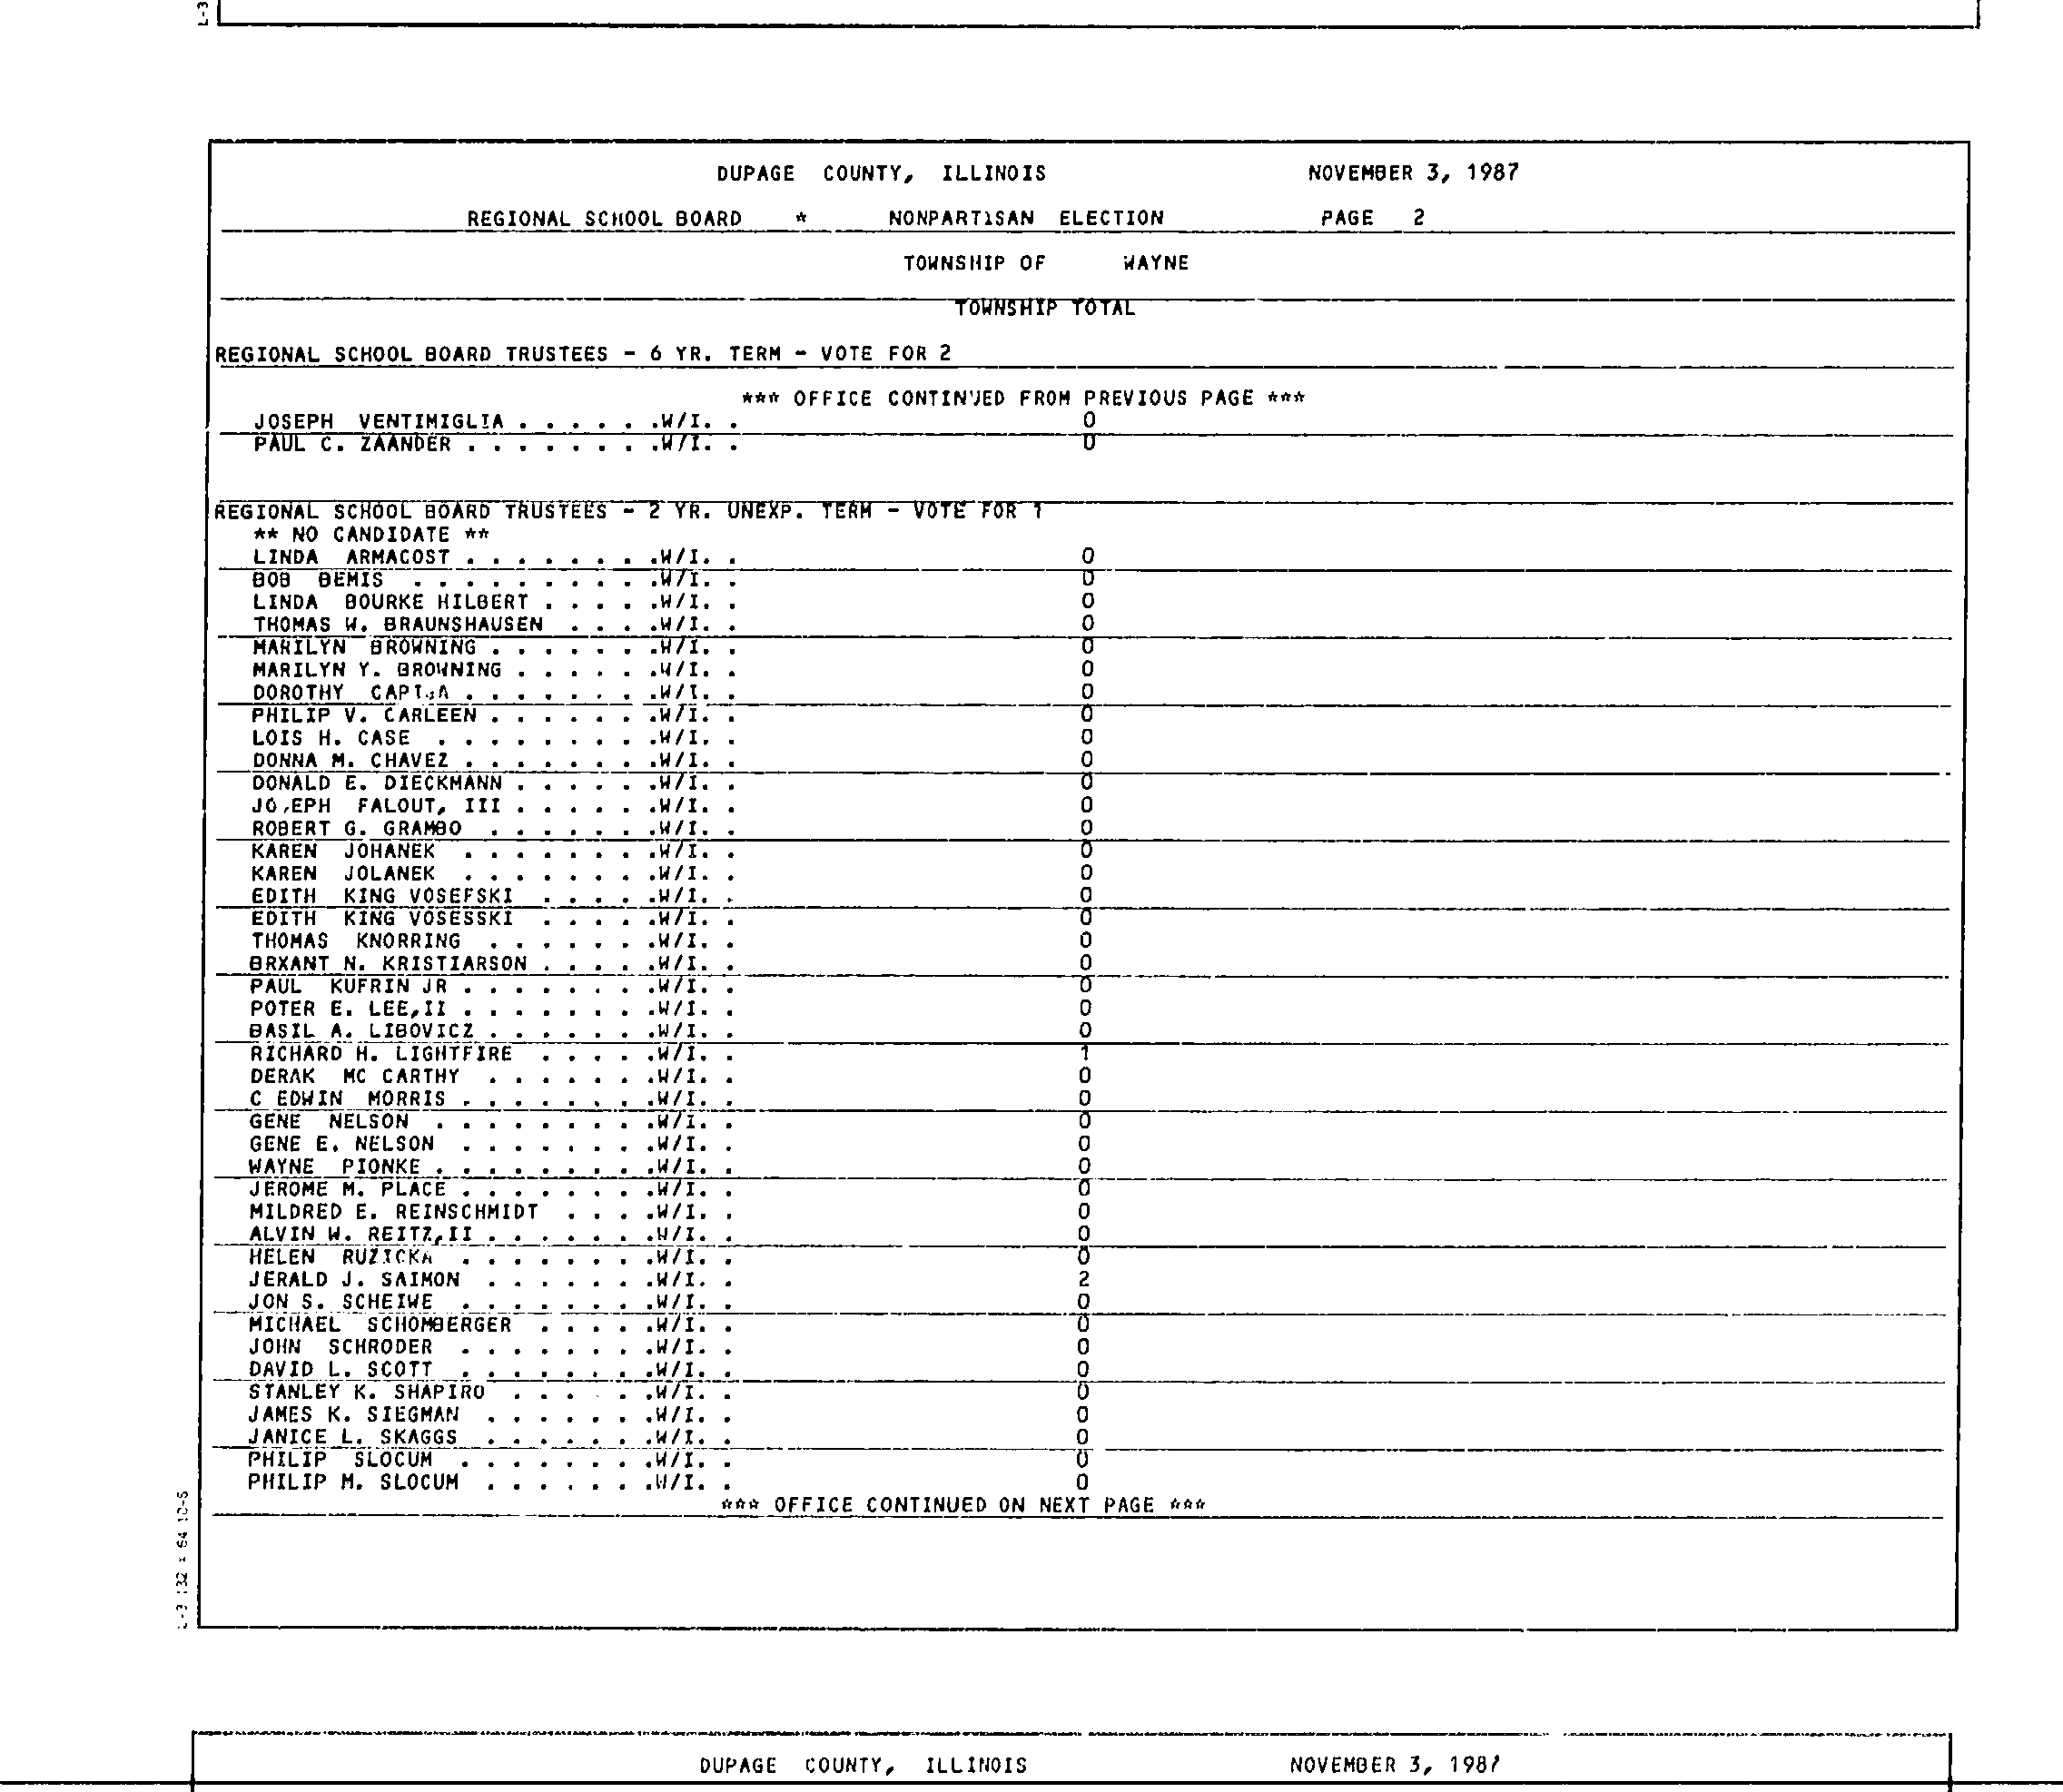 L-3
DUPAGE COUNTY, ILLINOIS NOVEMBER 3, 1987
REGIONAL SCHOOL BOARD * NONPARTISAN ELECTION PAGE 2
TOWNSHIP OF WAYNE
TOWNSHIP TOTAL
REGIONAL SCHOOL BOARD TRUSTEES - 6 YR. TERM - VOTE FOR 2
*** OFFICE CONTINUED FROM PREVIOUS PAGE ***
JOSEPH VENTIMIGLIA . . . . . .W/I. . 0
PAUL C. ZAANDER . . . . . . . .W/I. . 0
REGIONAL SCHOOL BOARD TRUSTEES - 2 YR. UNEXP. TERM - VOTE FOR 1
** NO CANDIDATE **
LINDA ARMACOST . . . . . . . .W/I. . 0
BOB BEMIS . . . . . . . . . .W/I. . 0
LINDA BOURKE HILBERT . . . . .W/I. . 0
THOMAS W. BRAUNSHAUSEN . . . .W/I. . 0
MARILYN BROWNING . . . . . . .W/I. . 0
MARILYN Y. BROWNING . . . . . .W/I. . 0
DOROTHY . . . . . . . .W/I. . 0
PHILIP V. CARLEEN . . . . . . .W/I. . 0
LOIS H. CASE . . . . . . . . .W/I. . 0
DONNA M. CHAVEZ . . . . . . . .W/I. . 0
DONALD E. DIECKMANN . . . . . .W/I. . 0
JOSEPH FALOUT, III . . . . . .W/I. . 0
ROBERT G. GRAMBO . . . . . . .W/I. . 0
KAREN JOHANEK . . . . . . . .W/I. . 0
KAREN JOLANEK . . . . . . . .W/I. . 0
EDITH KING VOSEFSKI . . . . .W/I. . 0
EDITH KING VOSESSKI . . . . .W/I. . 0
THOMAS KNORRING . . . . . . .W/I. . 0
BRXANT N. KRISTIARSON . . . . .W/I. . 0
PAUL KUFRIN JR . . . . . . . .W/I. . 0
POTER E. LEE,II . . . . . . . .W/I. . 0
BASIL A. LIBOVICZ . . . . . . .W/I. . 0
RICHARD H. LIGHTFIRE . . . . .W/I. . 1
DERAK MC CARTHY . . . . . . .W/I. . 0
C EDWIN MORRIS . . . . . . . .W/I. . 0
GENE NELSON . . . . . . . . .W/I. . 0
GENE E. NELSON . . . . . . . .W/I. . 0
WAYNE PIONKE . . . . . . . . .W/I. . 0
JEROME M. PLACE . . . . . . . .W/I. . 0
MILDRED E. REINSCHMIDT . . . .W/I. . 0
ALVIN W. REITZ,II . . . . . . .W/I. . 0
HELEN RUZICKA . . . . . . . .W/I. . 0
JERALD J. SAIMON . . . . . . .W/I. . 2
JON S. SCHEIWE . . . . . . . .W/I. . 0
MICHAEL SCHOMBERGER . . . . .W/I. . 0
JOHN SCHRODER . . . . . . . .W/I. . 0
DAVID L. SCOTT . . . . . . . .W/I. . 0
STANLEY K. SHAPIRO . . . . . .W/I. . 0
JAMES K. SIEGMAN . . . . . . .W/I. . 0
JANICE L. SKAGGS . . . . . . .W/I. . 0
PHILIP SLOCUM . . . . . . . .W/I. . 0
PHILIP M. SLOCUM . . . . . . .W/I. . 0
*** OFFICE CONTINUED ON NEXT PAGE ***
DUPAGE COUNTY, ILLINOIS NOVEMBER 3, 1987